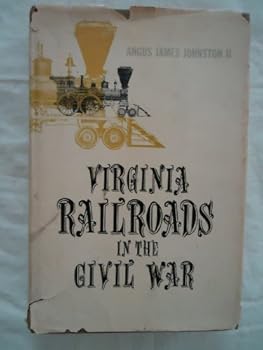 ANGUS JAMES JOHNSTON II
VIRGINIA
RAILROADS
IN THE
CIVIL WAR